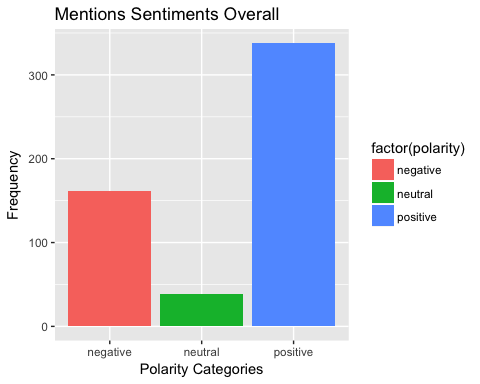 Mentions Sentiments Overall
Frequency
300
200
100
0
negative neutral positive
Polarity Categories
factor(polarity)
negative
neutral
positive